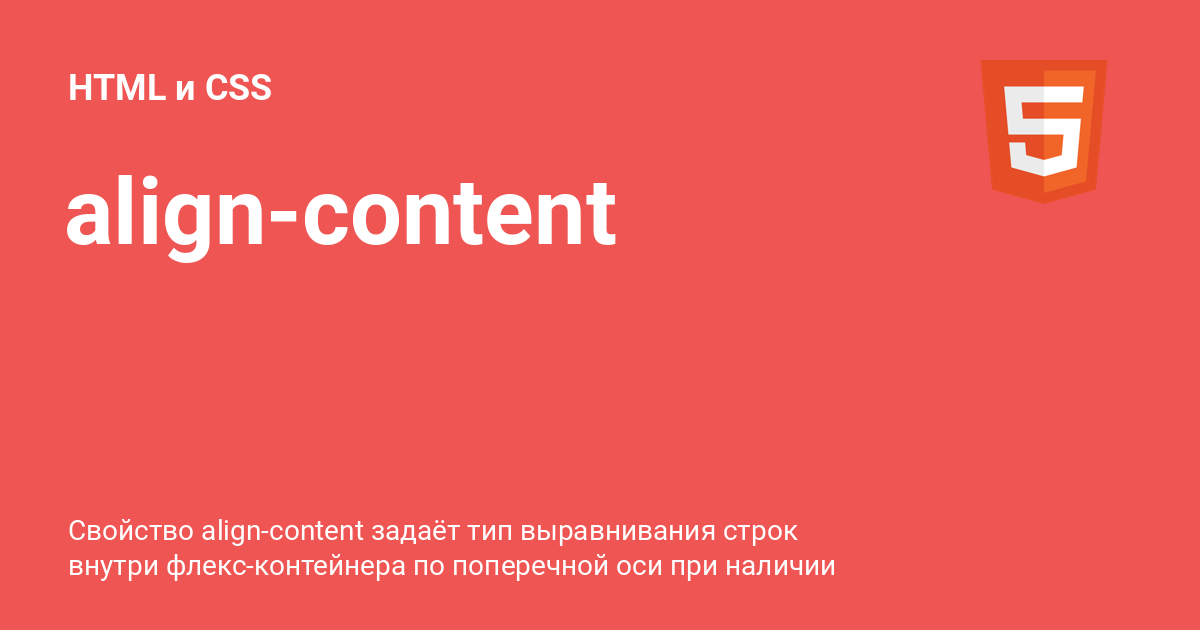 HTML и CSS
align-content
Свойство align-content задаёт тип выравнивания строк
внутри флекс-контейнера по поперечной оси при наличии